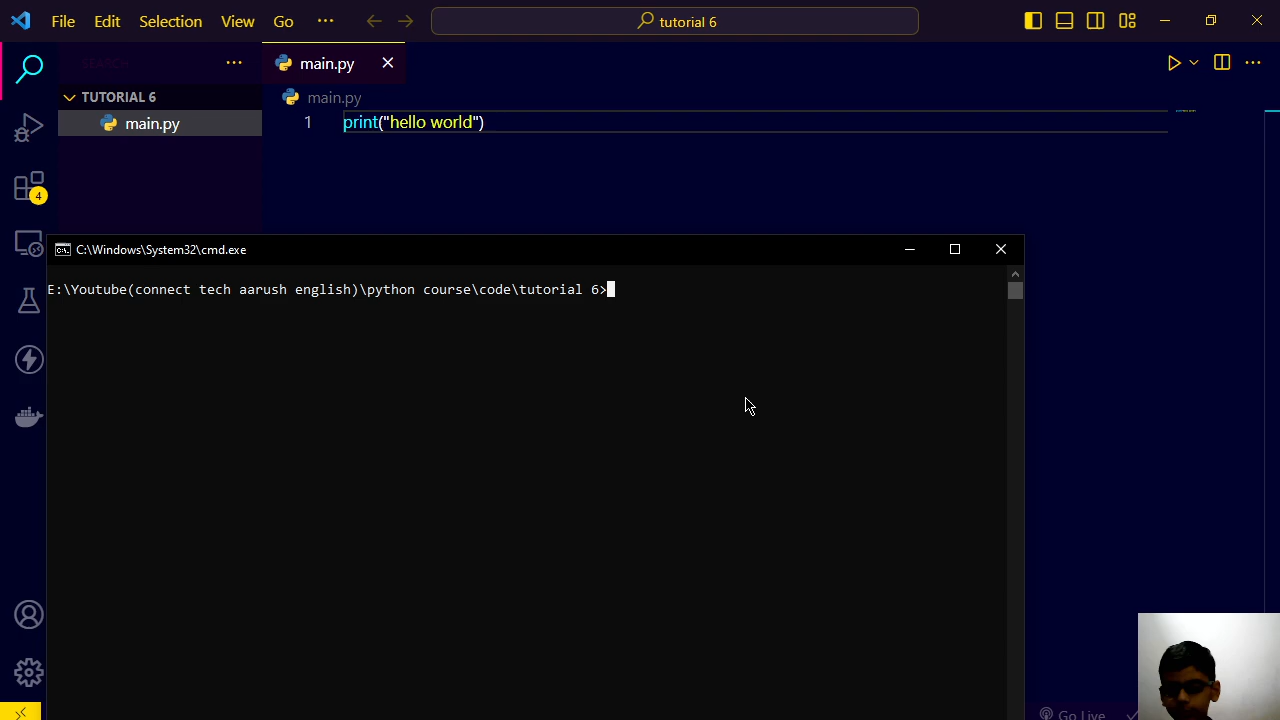 File Edit Selection View Go ··· tutorial 6
SEARCH ··· main.py
TUTORIAL 6 main.py
main.py 1 print("hello world")
4
C:\Windows\System32\cmd.exe
E:\Youtube(connect tech aarush english)\python course\code\tutorial 6>
Go Live